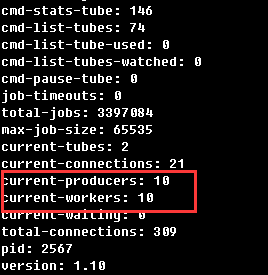 cmd-stats-tube: 146
cmd-list-tubes: 74
cmd-list-tube-used: 0
cmd-list-tubes-watched: 0
cmd-pause-tube: 0
job-timeouts: 0
total-jobs: 3397084
max-job-size: 65535
current-tubes: 2
current-connections: 21
current-producers: 10
current-workers: 10
current-waiting: 0
total-connections: 309
pid: 2567
version: 1.10